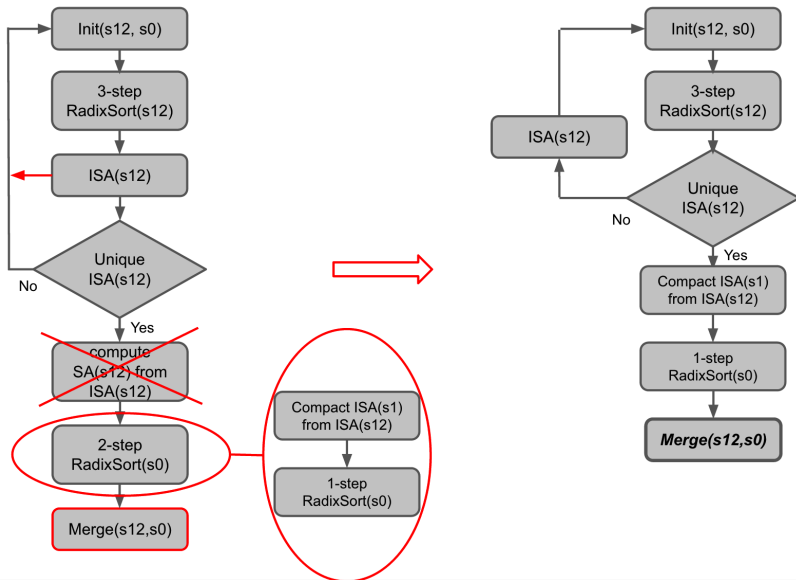 Init(s12, s0)
3-step
RadixSort(s12)
ISA(s12)
Unique
ISA(s12)
No
Yes
compute
SA(s12) from
ISA(s12)
2-step
RadixSort(s0)
Merge(s12,s0)
Compact ISA(s1)
from ISA(s12)
1-step
RadixSort(s0)
Init(s12, s0)
3-step
RadixSort(s12)
ISA(s12)
Unique
ISA(s12)
No
Yes
Compact ISA(s1)
from ISA(s12)
1-step
RadixSort(s0)
Merge(s12,s0)